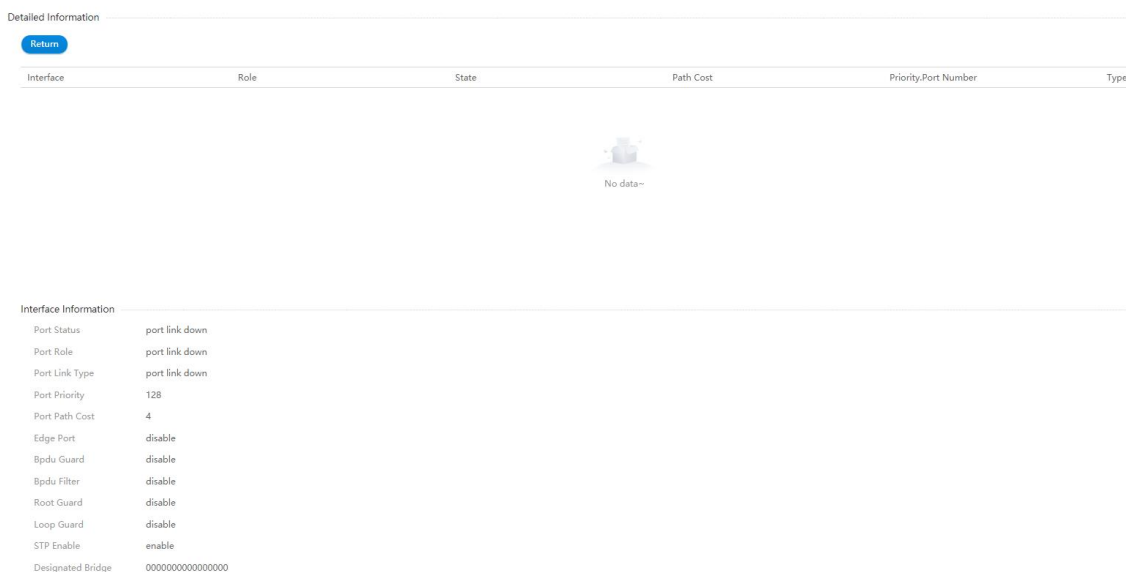 Detailed Information
Return
Interface Role State Path Cost Priority.Port Number Type
No data~
Interface Information
Port Status port link down
Port Role port link down
Port Link Type port link down
Port Priority 128
Port Path Cost 4
Edge Port disable
Bpdu Guard disable
Bpdu Filter disable
Root Guard disable
Loop Guard disable
STP Enable enable
Designated Bridge 0000000000000000